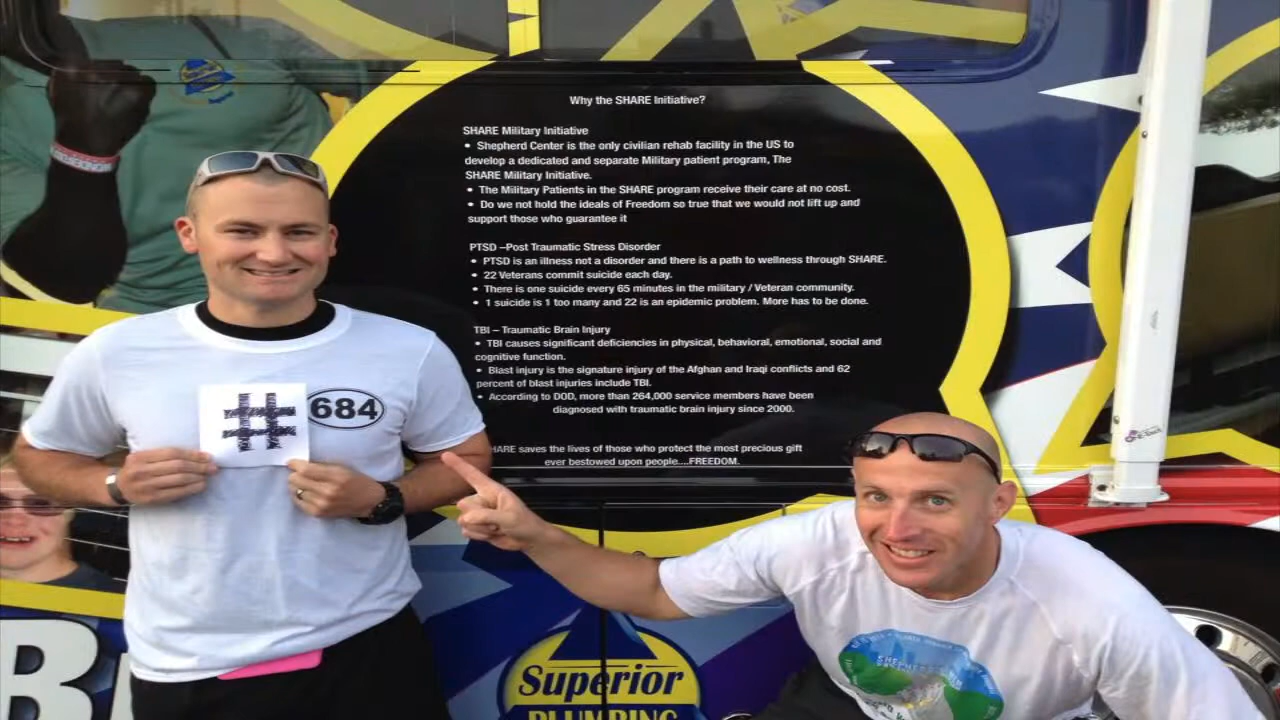 Why the SHARE Initiative?
SHARE Military Initiative
• Shepherd Center is the only civilian rehab facility in the US to
develop a dedicated and separate Military patient program, The
SHARE Military Initiative.
• The Military Patients in the SHARE program receive their care at no cost.
• Do we not hold the ideals of Freedom so true that we would not lift up and
support those who guarantee it
PTSD –Post Traumatic Stress Disorder
• PTSD is an illness not a disorder and there is a path to wellness through SHARE.
• 22 Veterans commit suicide each day.
• There is one suicide every 65 minutes in the military / Veteran community.
• 1 suicide is 1 too many and 22 is an epidemic problem. More has to be done.
TBI – Traumatic Brain Injury
• TBI causes significant deficiencies in physical, behavioral, emotional, social and
cognitive function.
• Blast injury is the signature injury of the Afghan and Iraqi conflicts and 62
percent of blast injuries include TBI.
• According to DOD, more than 264,000 service members have been
diagnosed with traumatic brain injury since 2000.
HARE saves the lives of those who protect the most precious gift
ever bestowed upon people....FREEDOM.
# 684
Superior
PLUMBING
B